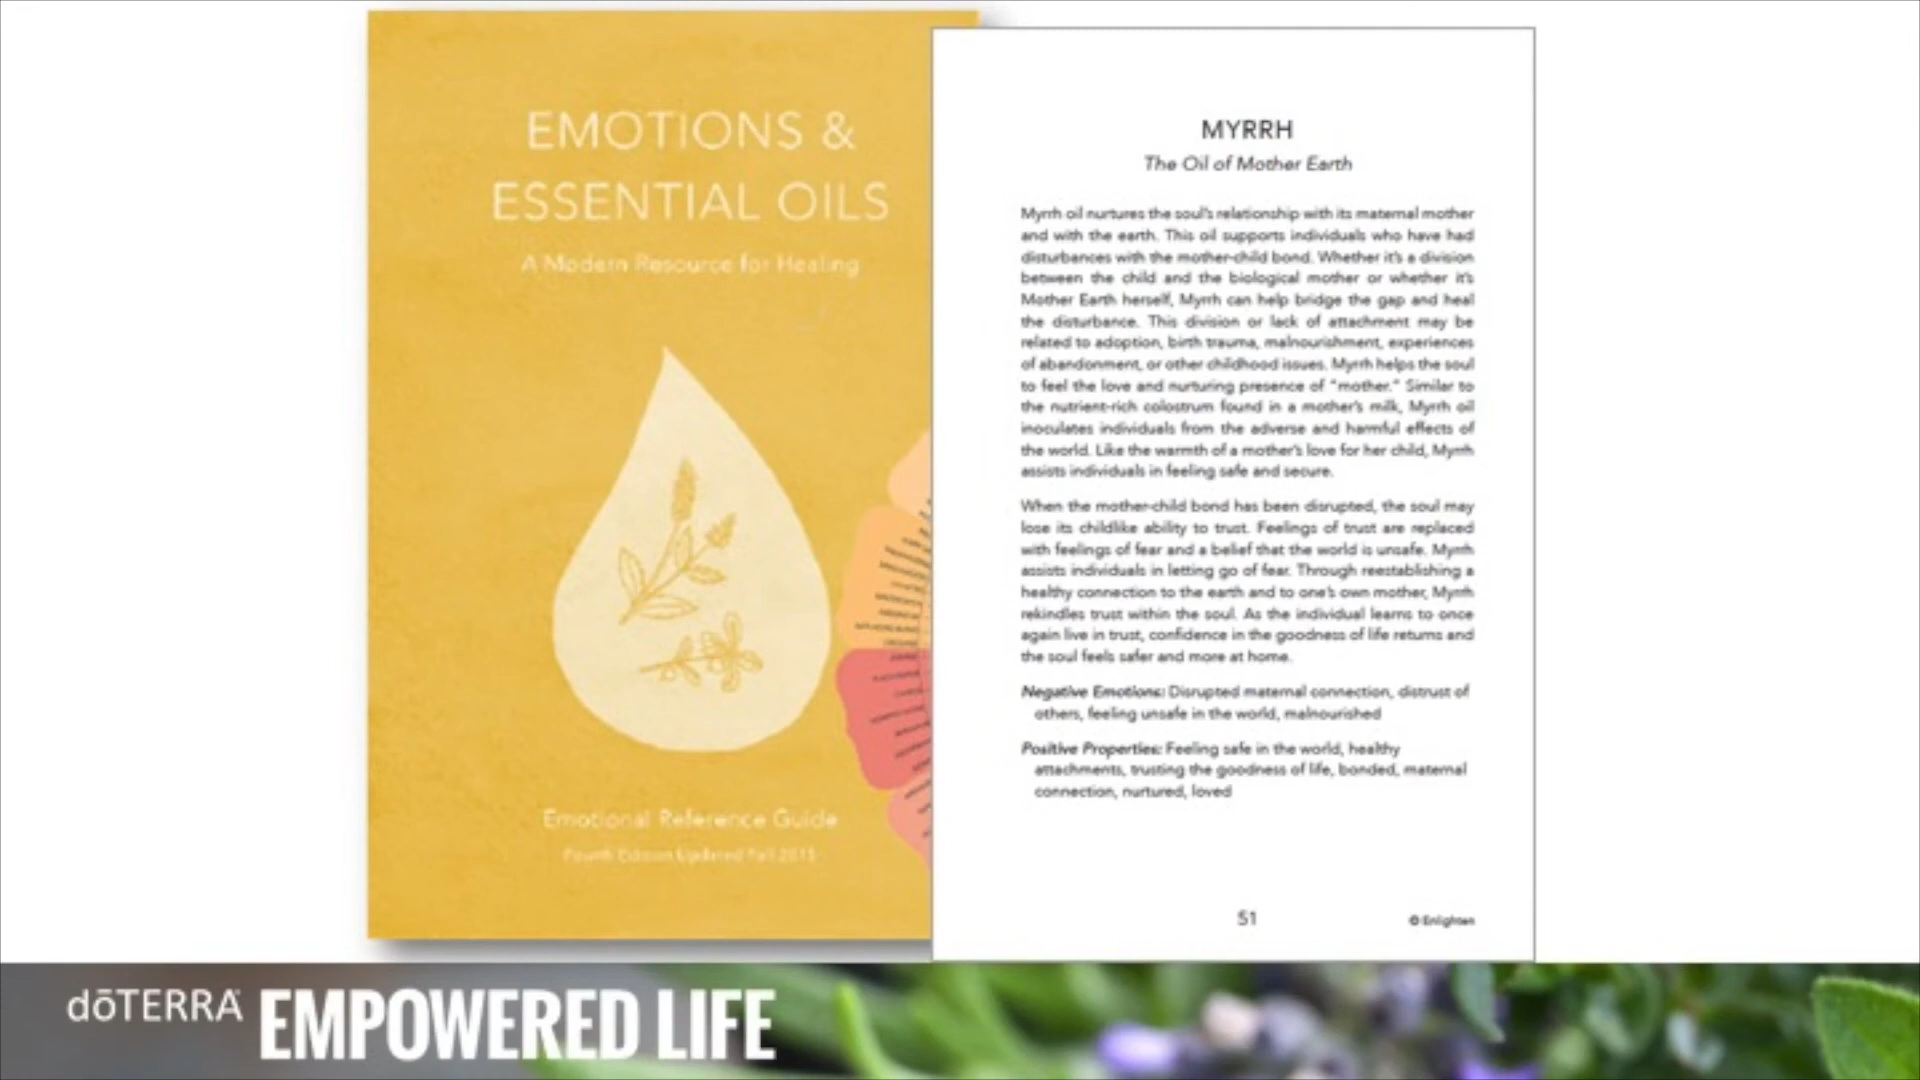 EMOTIONS &
ESSENTIAL OILS
A Modern Resource for Healing
Emotional Reference Guide
Fourth Edition Updated Fall 2015
MYRRH
The Oil of Mother Earth
Myrrh oil nurtures the soul's relationship with its maternal mother
and with the earth. This oil supports individuals who have had
disturbances with the mother-child bond. Whether it's a division
between the child and the biological mother or whether it's
Mother Earth herself, Myrrh can help bridge the gap and heal
the disturbance. This division or lack of attachment may be
related to adoption, birth trauma, malnourishment, experiences
of abandonment, or other childhood issues. Myrrh helps the soul
to feel the love and nurturing presence of "mother." Similar to
the nutrient-rich colostrum found in a mother's milk, Myrrh oil
inoculates individuals from the adverse and harmful effects of
the world. Like the warmth of a mother's love for her child, Myrrh
assists individuals in feeling safe and secure.
When the mother-child bond has been disrupted, the soul may
lose its childlike ability to trust. Feelings of trust are replaced
with feelings of fear and a belief that the world is unsafe. Myrrh
assists individuals in letting go of fear. Through reestablishing a
healthy connection to the earth and to one's own mother, Myrrh
rekindles trust within the soul. As the individual learns to once
again live in trust, confidence in the goodness of life returns and
the soul feels safer and more at home.
Negative Emotions: Disrupted maternal connection, distrust of
others, feeling unsafe in the world, malnourished
Positive Properties: Feeling safe in the world, healthy
attachments, trusting the goodness of life, bonded, maternal
connection, nurtured, loved
51
© Enlighten
dōTERRA EMPOWERED LIFE